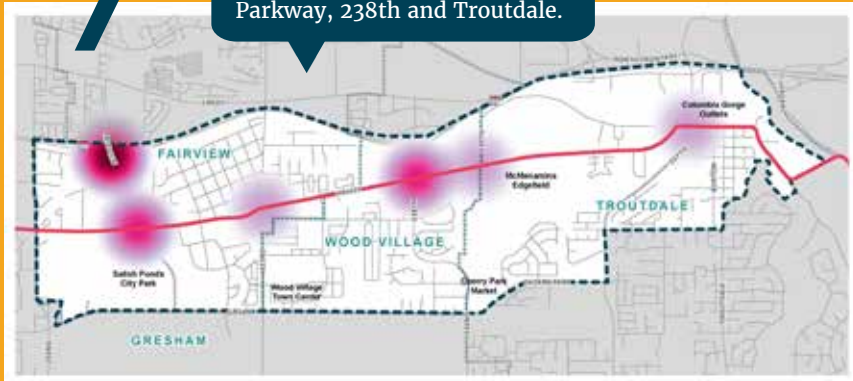 Parkway, 238th and Troutdale.
Columbia Gorge
Outlets
FAIRVIEW
McMenamins
Edgefield
TROUTDALE
WOOD VILLAGE
Salish Ponds
City Park
Wood Village
Town Center
Cherry Park
Market
GRESHAM